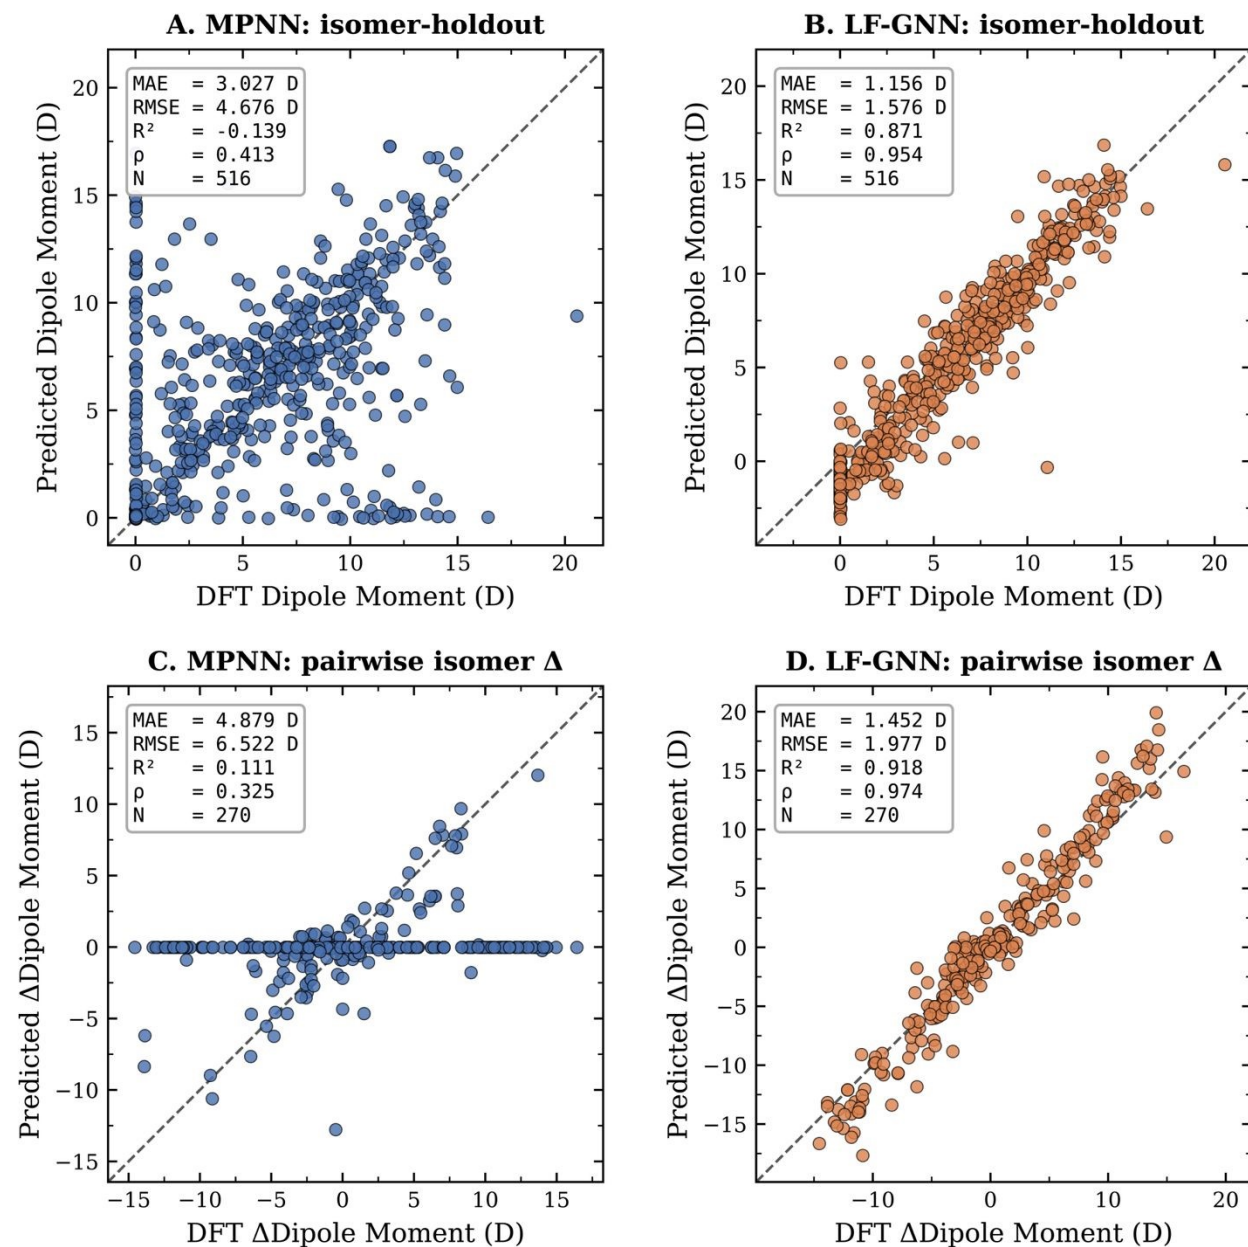 A. MPNN: isomer-holdout
MAE = 3.027 D
RMSE = 4.676 D
R² = -0.139
ρ = 0.413
N = 516
20
15
10
5
0
Predicted Dipole Moment (D)
0 5 10 15 20
DFT Dipole Moment (D)
B. LF-GNN: isomer-holdout
MAE = 1.156 D
RMSE = 1.576 D
R² = 0.871
ρ = 0.954
N = 516
20
15
10
5
0
Predicted Dipole Moment (D)
0 5 10 15 20
DFT Dipole Moment (D)
C. MPNN: pairwise isomer Δ
MAE = 4.879 D
RMSE = 6.522 D
R² = 0.111
ρ = 0.325
N = 270
15
10
5
0
−5
−10
−15
Predicted ΔDipole Moment (D)
−15 −10 −5 0 5 10 15
DFT ΔDipole Moment (D)
D. LF-GNN: pairwise isomer Δ
MAE = 1.452 D
RMSE = 1.977 D
R² = 0.918
ρ = 0.974
N = 270
20
15
10
5
0
−5
−10
−15
Predicted ΔDipole Moment (D)
−10 0 10 20
DFT ΔDipole Moment (D)